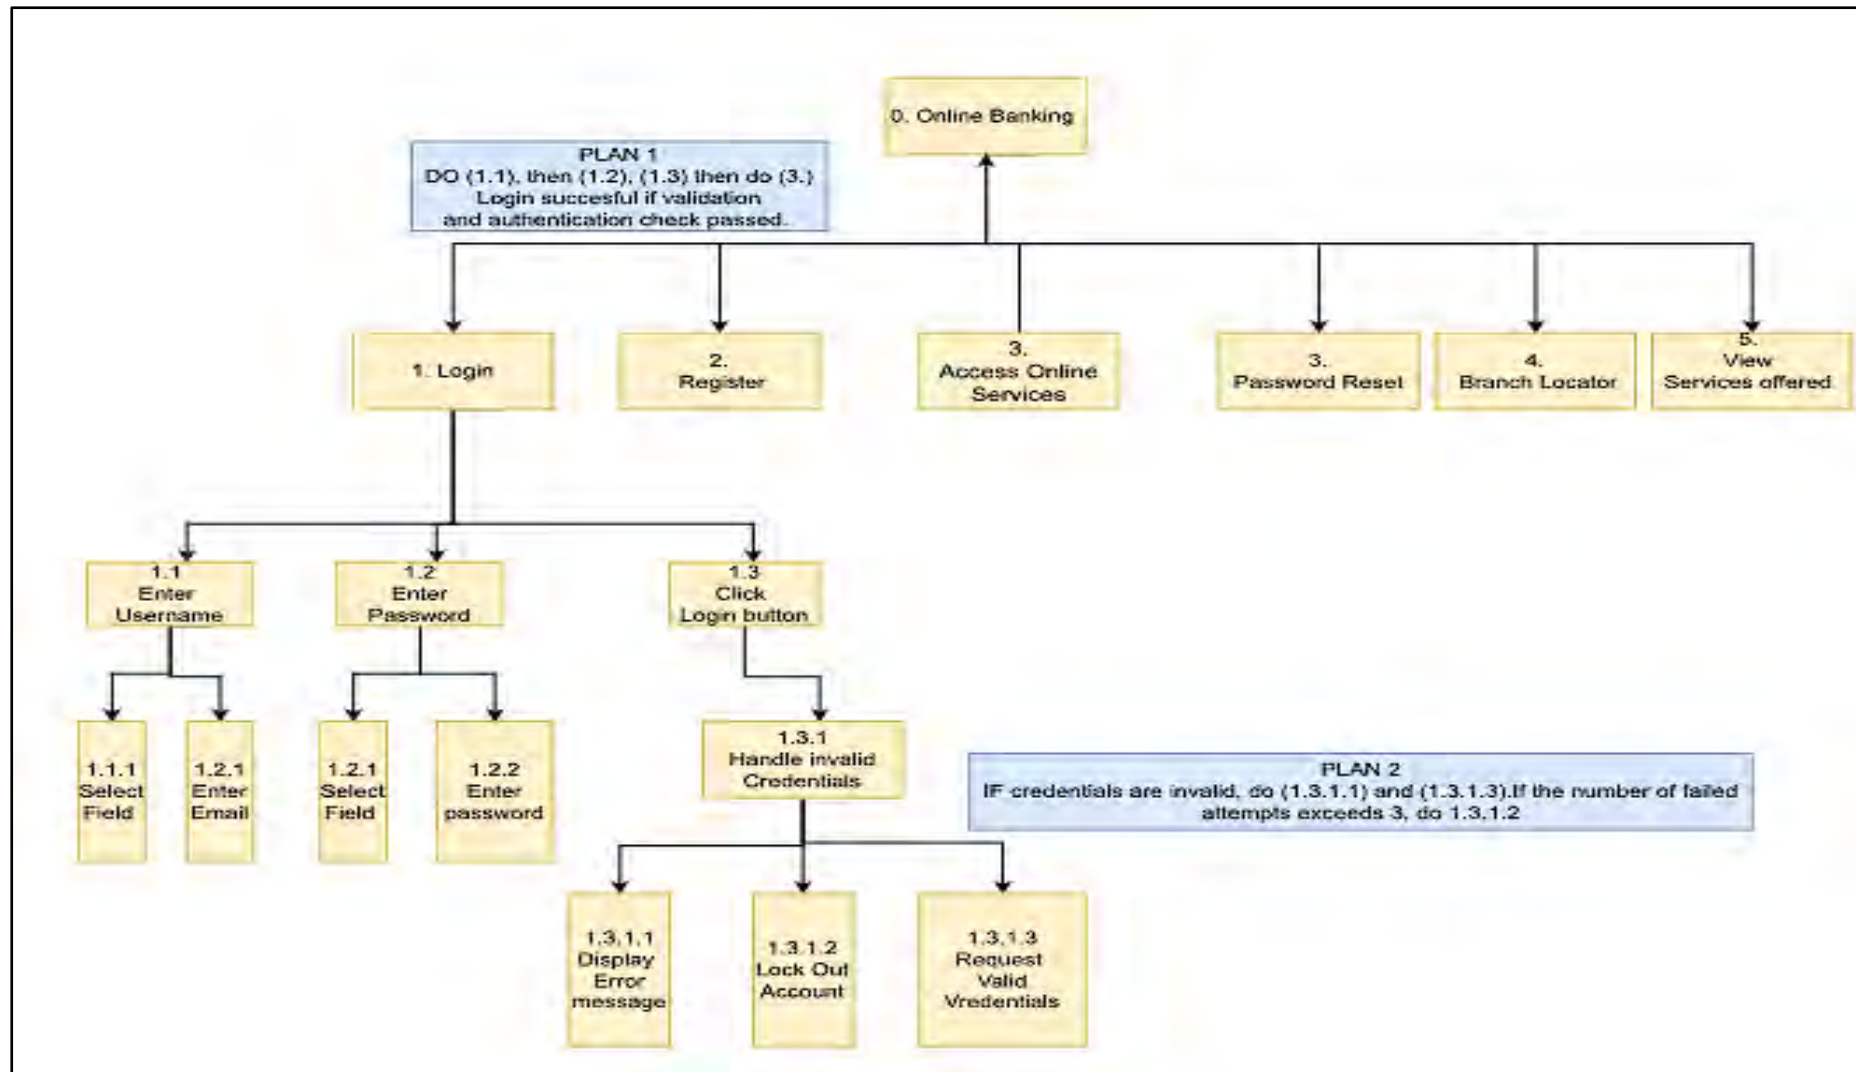 0. Online Banking
PLAN 1
DO (1.1), then (1.2), (1.3) then do (3.)
Login succesful if validation
and authentication check passed.
1. Login
2.
Register
3.
Access Online
Services
3.
Password Reset
4.
Branch Locator
5.
View
Services offered
1.1
Enter
Username
1.2
Enter
Password
1.3
Click
Login button
1.1.1
Select
Field
1.2.1
Enter
Email
1.2.1
Select
Field
1.2.2
Enter
password
1.3.1
Handle invalid
Credentials
PLAN 2
IF credentials are invalid, do (1.3.1.1) and (1.3.1.3).If the number of failed
attempts exceeds 3, do 1.3.1.2
1.3.1.1
Display
Error
message
1.3.1.2
Lock Out
Account
1.3.1.3
Request
Valid
Vredentials